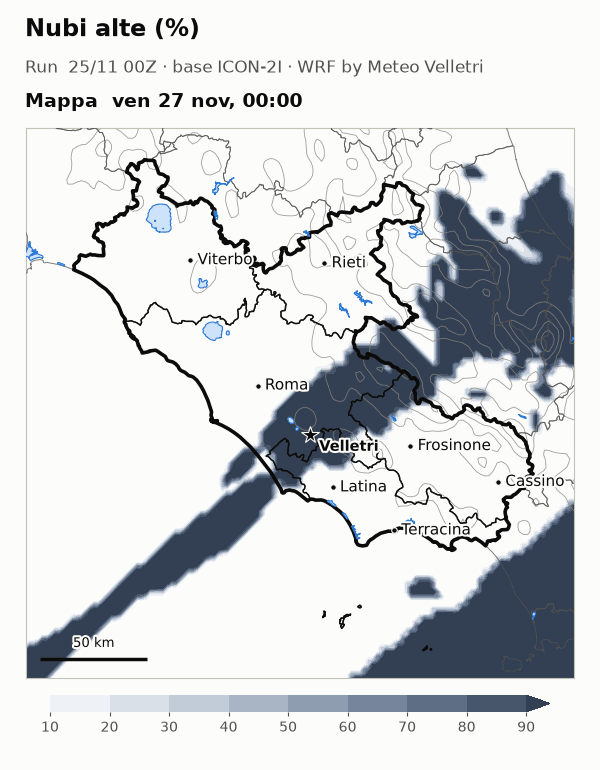 Nubi alte (%)
Run  25/11 00Z · base ICON-2I · WRF by Meteo Velletri
Mappa  ven 27 nov, 00:00
Viterbo
Rieti
Roma
Velletri
Frosinone
Latina
Cassino
Terracina
50 km
10 20 30 40 50 60 70 80 90